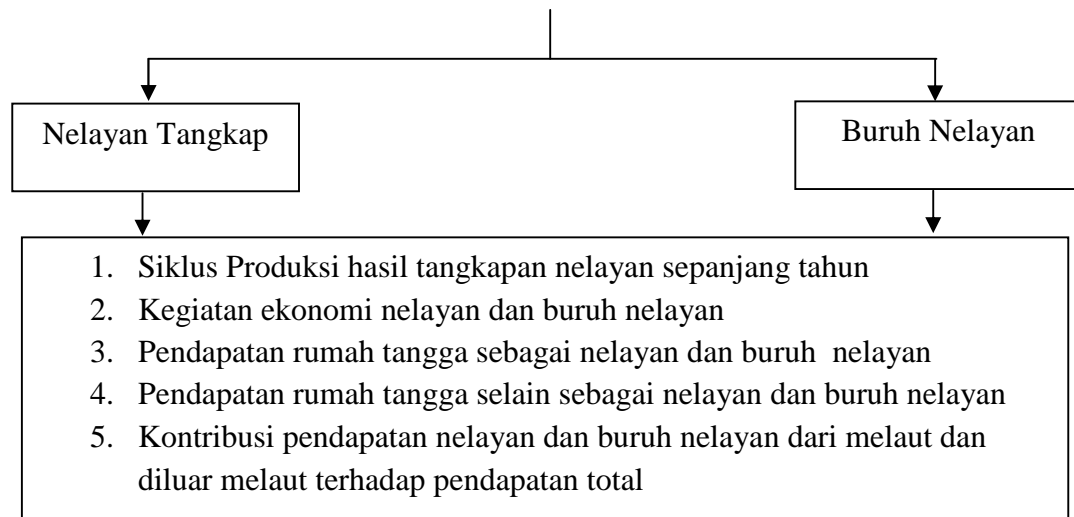 Nelayan Tangkap
Buruh Nelayan
1. Siklus Produksi hasil tangkapan nelayan sepanjang tahun
2. Kegiatan ekonomi nelayan dan buruh nelayan
3. Pendapatan rumah tangga sebagai nelayan dan buruh nelayan
4. Pendapatan rumah tangga selain sebagai nelayan dan buruh nelayan
5. Kontribusi pendapatan nelayan dan buruh nelayan dari melaut dan
diluar melaut terhadap pendapatan total